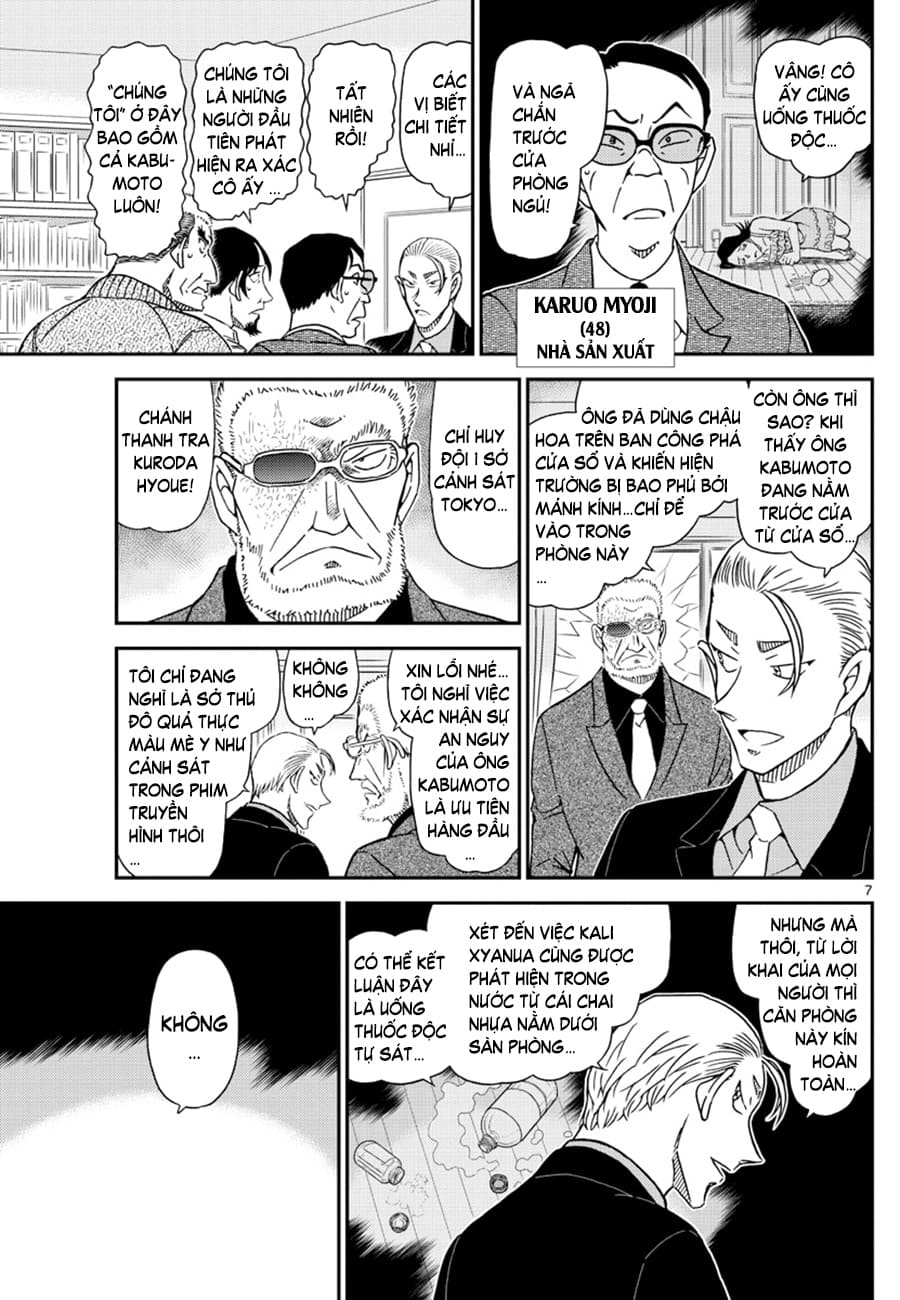 VÂNG! CÔ
ẤY CŨNG
UỐNG THUỐC
ĐỘC...
VÀ NGÃ
CHẮN
TRƯỚC
CỬA
PHÒNG
NGỦ!
KARUO MYOJI
(48)
NHÀ SẢN XUẤT
CÁC
VỊ BIẾT
CHI TIẾT
NHỈ...
TẤT
NHIÊN
RỒI!
CHÚNG TÔI
LÀ NHỮNG
NGƯỜI ĐẦU
TIÊN PHÁT
HIỆN RA XÁC
CÔ ẤY ...
"CHÚNG
TÔI" Ở ĐÂY
BAO GỒM
CẢ KABU-
MOTO
LUÔN!
CÒN ÔNG THÌ
SAO? KHI
THẤY ÔNG
KABUMOTO
ĐANG NẰM
TRƯỚC CỬA
TỪ CỬA SỔ...
ÔNG ĐÃ DÙNG CHẬU
HOA TRÊN BAN CÔNG PHÁ
CỬA SỔ VÀ KHIẾN HIỆN
TRƯỜNG BỊ BAO PHỦ BỞI
MẢNH KÍNH...CHỈ ĐỂ
VÀO TRONG
PHÒNG NÀY
...
CHỈ HUY
ĐỘI 1 SỞ
CẢNH SÁT
TOKYO...
CHÁNH
THANH TRA
KURODA
HYOUE!
XIN LỖI NHÉ...
TÔI NGHĨ VIỆC
XÁC NHẬN SỰ
AN NGUY
CỦA ÔNG
KABUMOTO
LÀ ƯU TIÊN
HÀNG ĐẦU
...
KHÔNG
KHÔNG
...
TÔI CHỈ ĐANG
NGHĨ LÀ SỞ THỦ
ĐÔ QUẢ THỰC
MÀU MÈ Y NHƯ
CẢNH SÁT
TRONG PHIM
TRUYỀN
HÌNH THÔI
...
7
NHƯNG MÀ
THÔI, TỪ LỜI
KHAI CỦA MỌI
NGƯỜI THÌ
CĂN PHÒNG
NÀY KÍN
HOÀN
TOÀN...
XÉT ĐẾN VIỆC KALI
XYANUA CŨNG ĐƯỢC
PHÁT HIỆN TRONG
NƯỚC TỪ CÁI CHAI
NHỰA NẰM DƯỚI
SÀN PHÒNG...
CÓ THỂ KẾT
LUẬN ĐÂY
LÀ UỐNG
THUỐC ĐỘC
TỰ SÁT...
KHÔNG
...